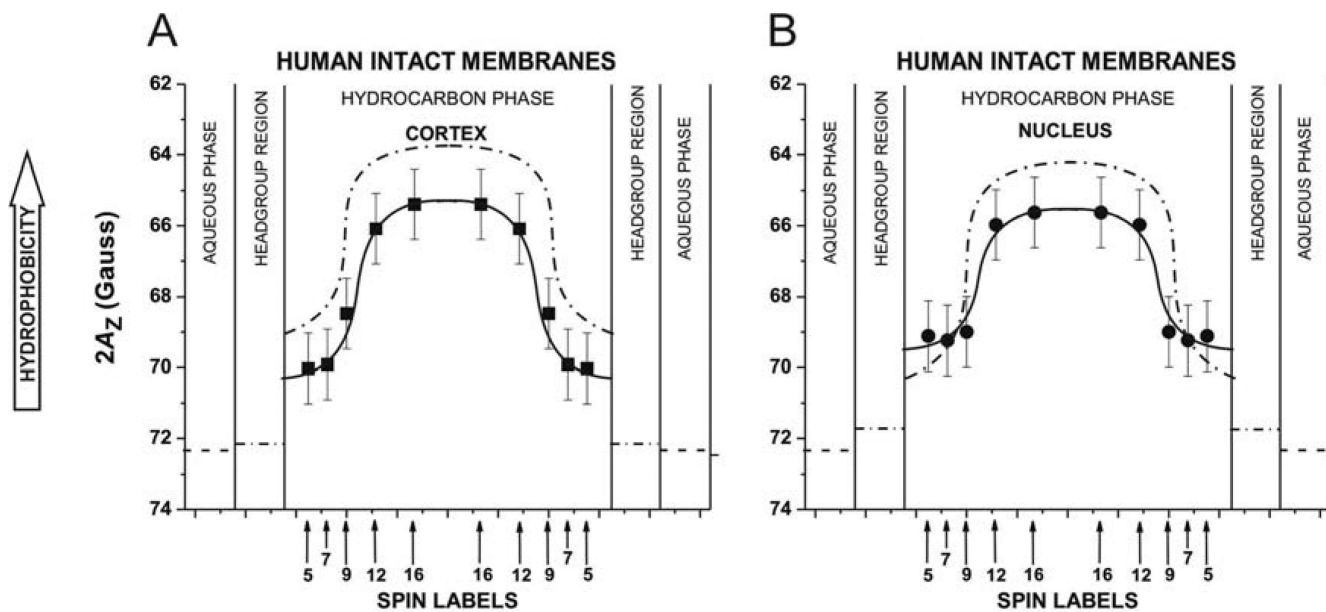 A
HUMAN INTACT MEMBRANES
HYDROCARBON PHASE
CORTEX
AQUEOUS PHASE
HEADGROUP REGION
HEADGROUP REGION
AQUEOUS PHASE
HYDROPHOBICITY
2AZ (Gauss)
62
64
66
68
70
72
74
5
7
9
12
16
16
12
9
7
5
SPIN LABELS
B
HUMAN INTACT MEMBRANES
HYDROCARBON PHASE
NUCLEUS
AQUEOUS PHASE
HEADGROUP REGION
HEADGROUP REGION
AQUEOUS PHASE
62
64
66
68
70
72
74
5
7
9
12
16
16
12
9
7
5
SPIN LABELS